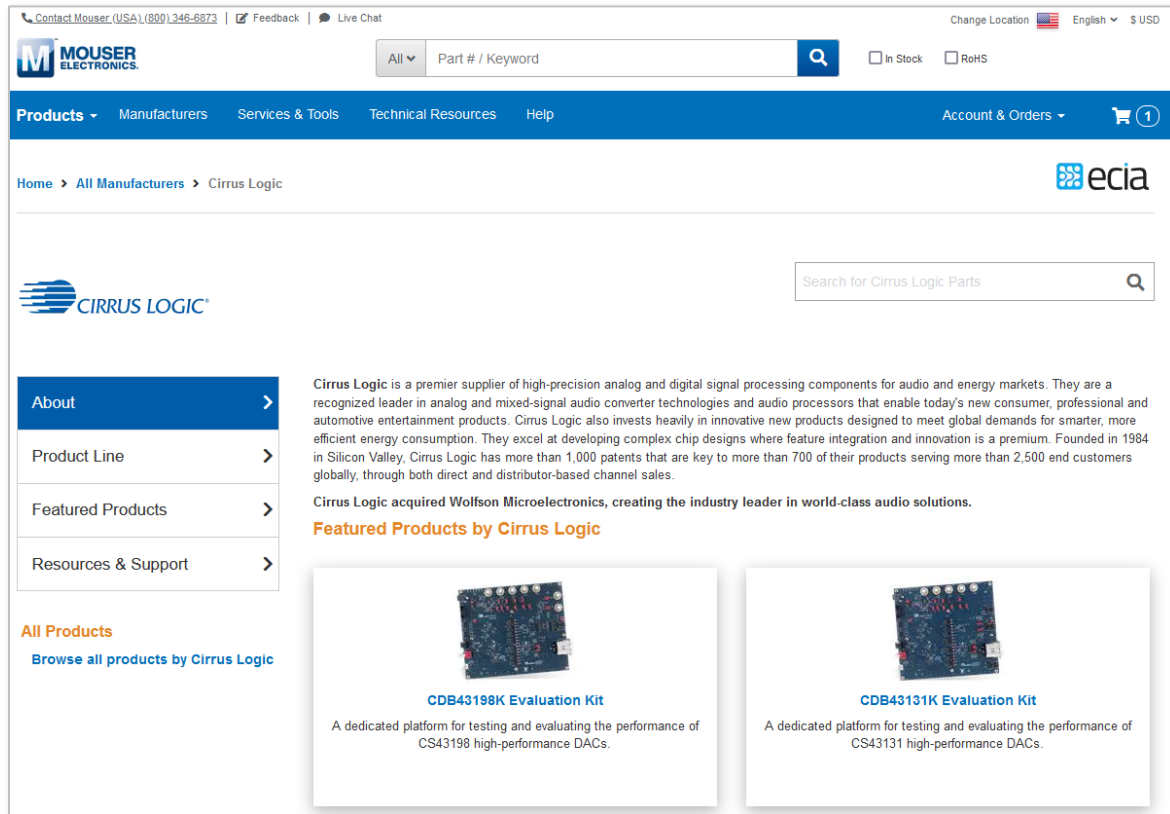 Contact Mouser (USA) (800) 346-6873 | Feedback | Live Chat
Change Location English $ USD
M MOUSER ELECTRONICS.
All Part # / Keyword
In Stock RoHS
Products Manufacturers Services & Tools Technical Resources Help
Account & Orders 1
Home > All Manufacturers > Cirrus Logic
ecia
CIRRUS LOGIC®
Search for Cirrus Logic Parts
About
Product Line
Featured Products
Resources & Support
All Products
Browse all products by Cirrus Logic
Cirrus Logic is a premier supplier of high-precision analog and digital signal processing components for audio and energy markets. They are a
recognized leader in analog and mixed-signal audio converter technologies and audio processors that enable today's new consumer, professional and
automotive entertainment products. Cirrus Logic also invests heavily in innovative new products designed to meet global demands for smarter, more
efficient energy consumption. They excel at developing complex chip designs where feature integration and innovation is a premium. Founded in 1984
in Silicon Valley, Cirrus Logic has more than 1,000 patents that are key to more than 700 of their products serving more than 2,500 end customers
globally, through both direct and distributor-based channel sales.
Cirrus Logic acquired Wolfson Microelectronics, creating the industry leader in world-class audio solutions.
Featured Products by Cirrus Logic
CDB43198K Evaluation Kit
A dedicated platform for testing and evaluating the performance of
CS43198 high-performance DACs.
CDB43131K Evaluation Kit
A dedicated platform for testing and evaluating the performance of
CS43131 high-performance DACs.